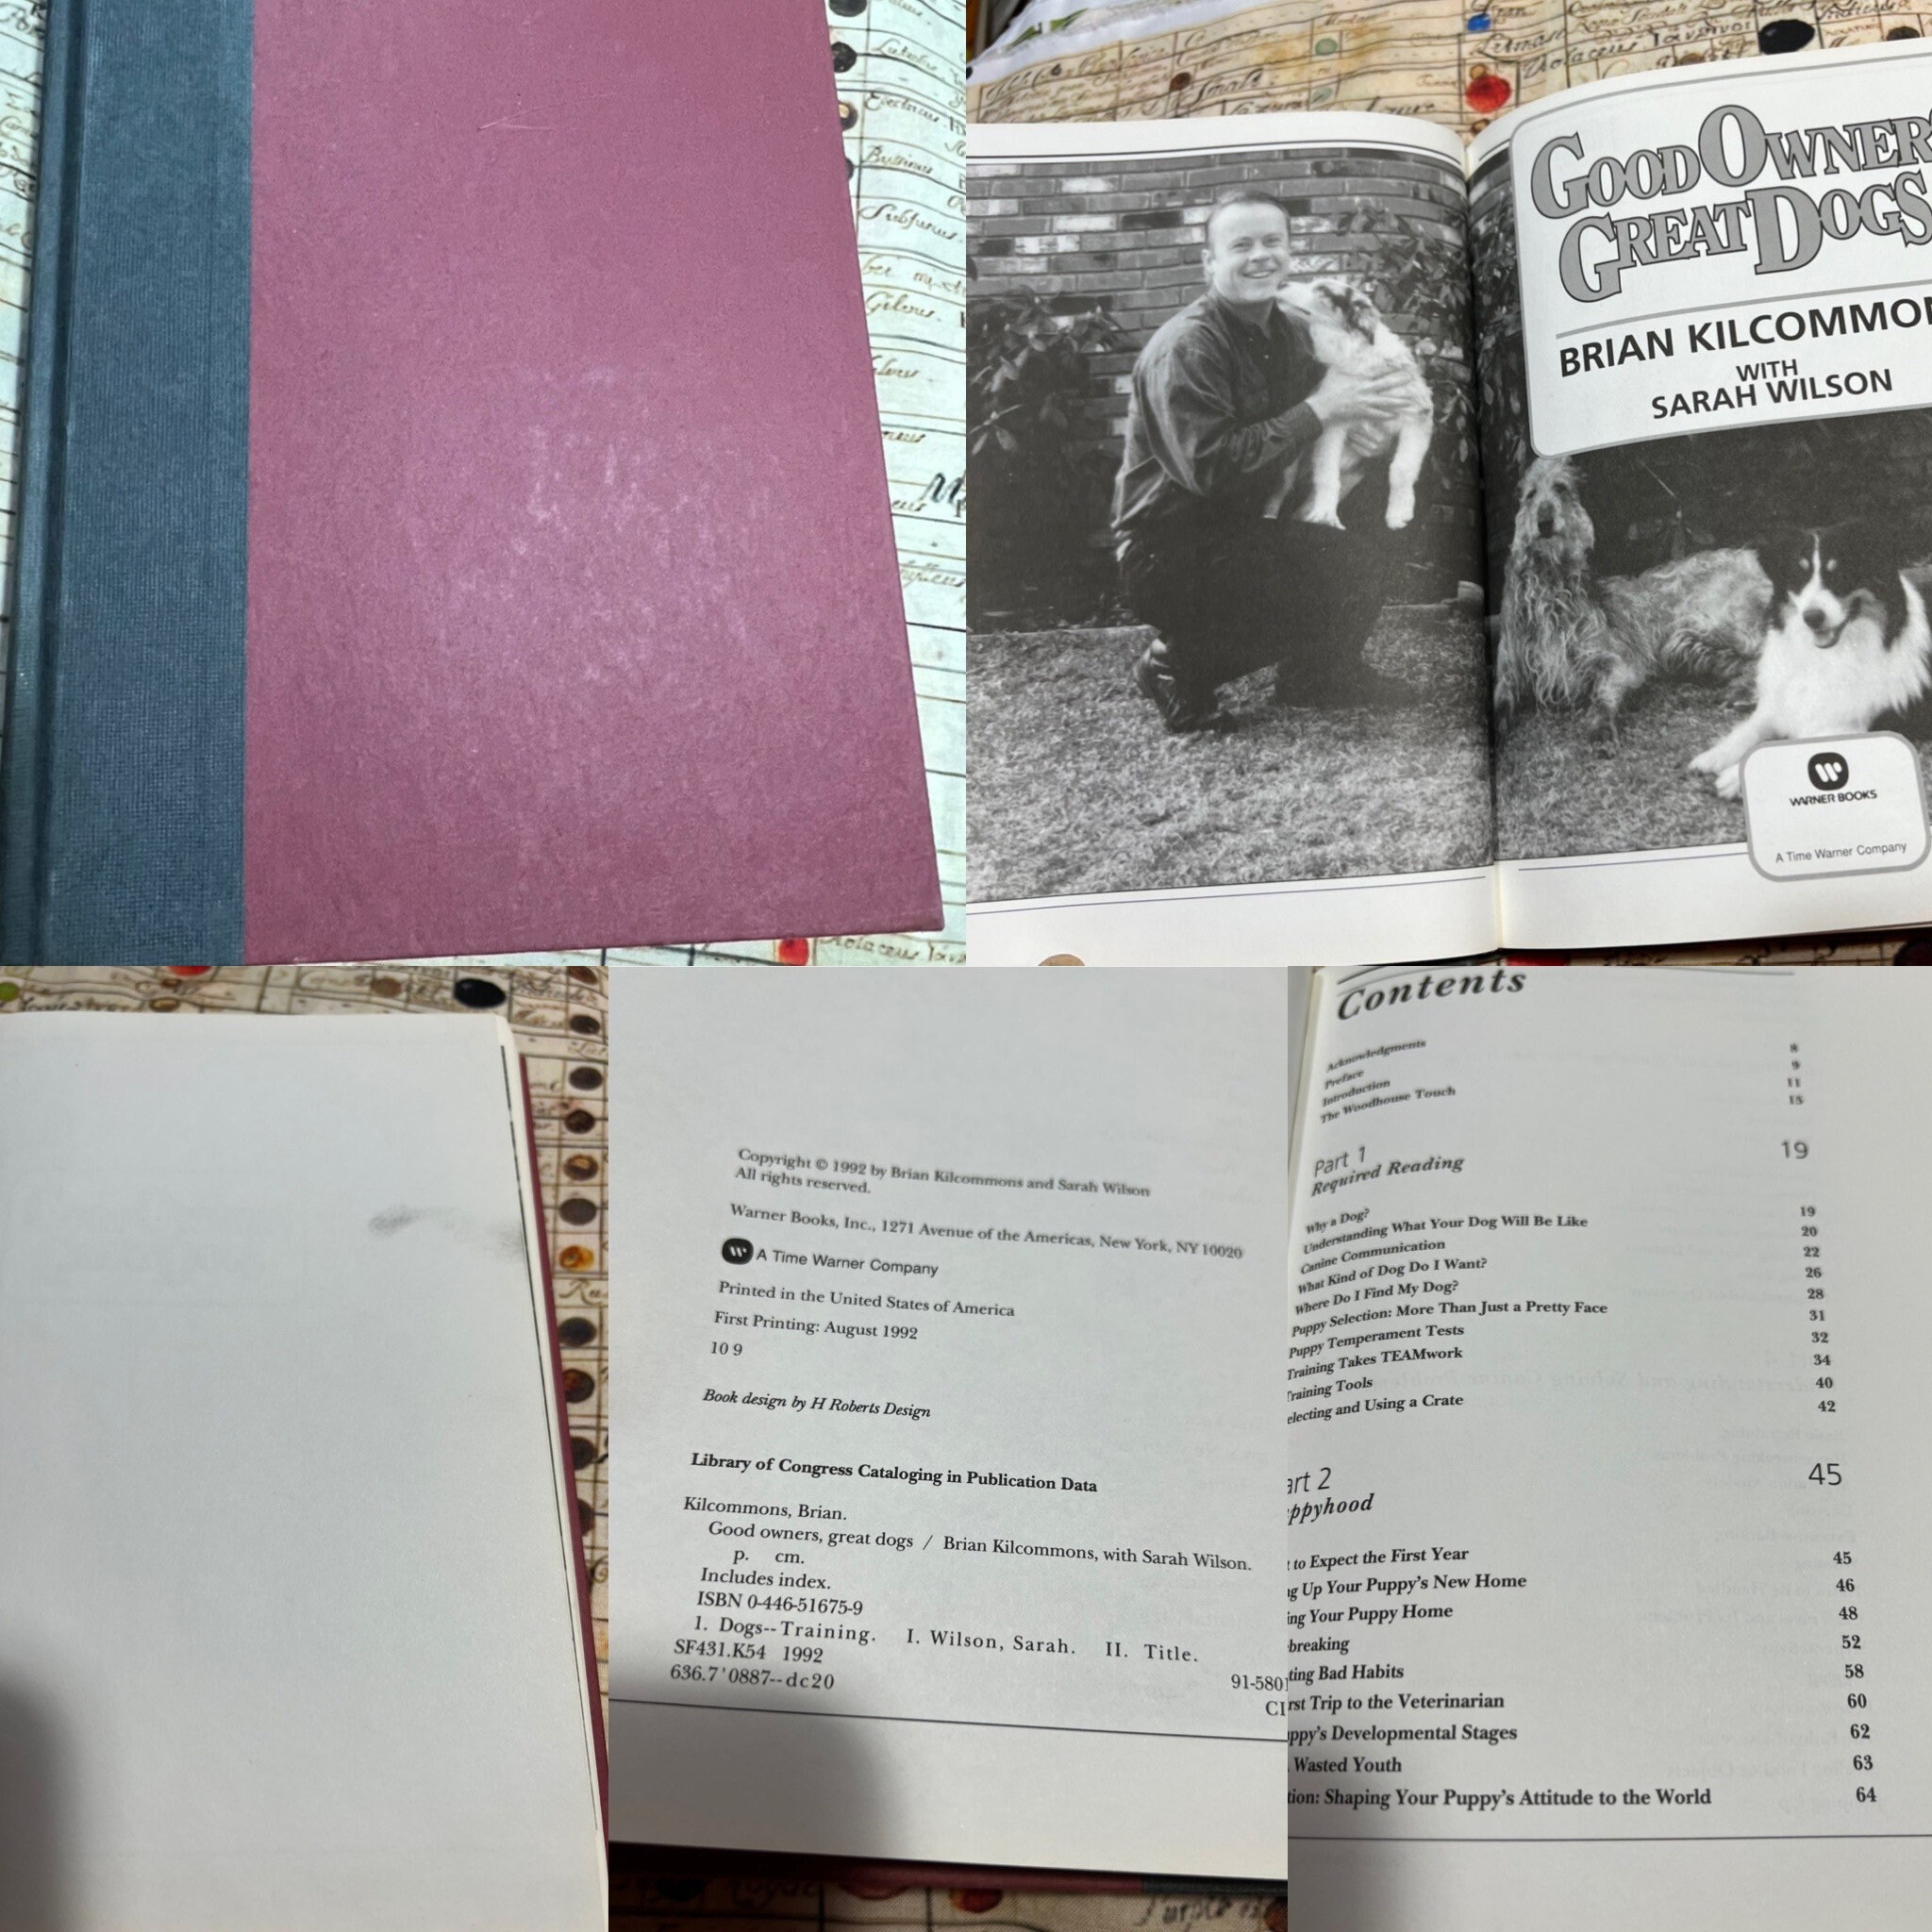 GOOD OWNER
GREAT DOGS
BRIAN KILCOMMO
WITH
SARAH WILSON
WARNER BOOKS
A Time Warner Company
Copyright © 1992 by Brian Kilcommons and Sarah Wilson
All rights reserved.
Warner Books, Inc., 1271 Avenue of the Americas, New York, NY 10020
A Time Warner Company
Printed in the United States of America
First Printing: August 1992
10 9
Book design by H Roberts Design
Library of Congress Cataloging in Publication Data
Kilcommons, Brian.
Good owners, great dogs / Brian Kilcommons, with Sarah Wilson.
p. cm.
Includes index.
ISBN 0-446-51675-9
1. Dogs--Training. I. Wilson, Sarah. II. Title.
SF431.K54 1992
636.7'0887--dc20 91-580
CI
Contents
Acknowledgments 8
Preface 9
Introduction 11
The Woodhouse Touch 15
Part 1 19
Required Reading
Why a Dog? 19
Understanding What Your Dog Will Be Like 20
Canine Communication 22
What Kind of Dog Do I Want? 26
Where Do I Find My Dog? 28
Puppy Selection: More Than Just a Pretty Face 31
Puppy Temperament Tests 32
Training Takes TEAMwork 34
Training Tools 40
electing and Using a Crate 42
art 2 45
ppyhood
t to Expect the First Year 45
ng Up Your Puppy's New Home 46
ing Your Puppy Home 48
breaking 52
ting Bad Habits 58
rst Trip to the Veterinarian 60
ppy's Developmental Stages 62
Wasted Youth 63
tion: Shaping Your Puppy's Attitude to the World 64